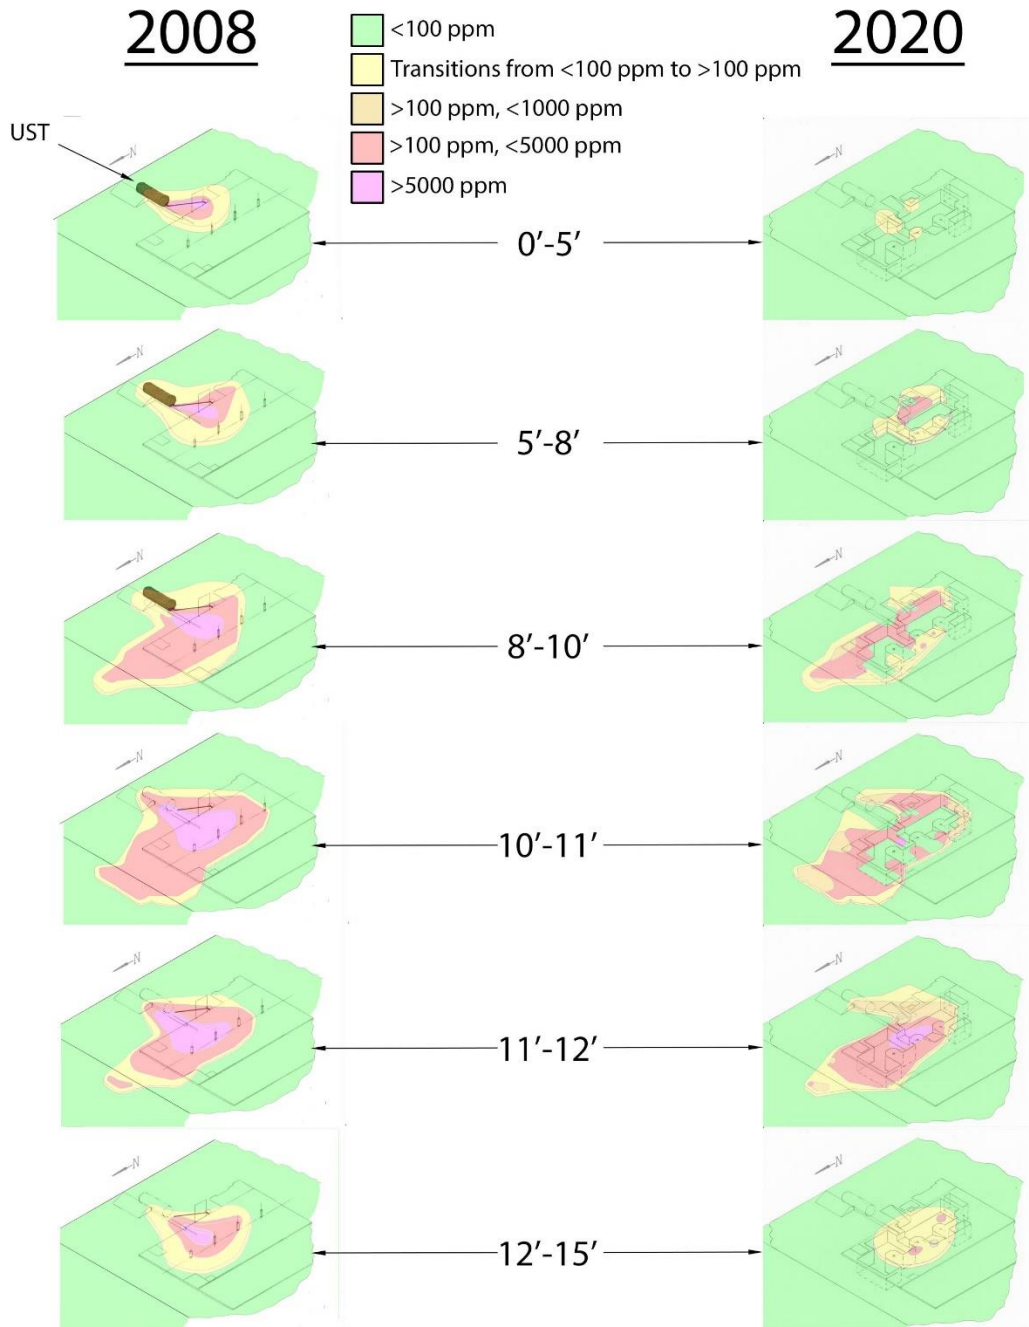 2008
2020
<100 ppm
Transitions from <100 ppm to >100 ppm
>100 ppm, <1000 ppm
>100 ppm, <5000 ppm
>5000 ppm
UST
N
N
0′-5′
N
N
5′-8′
N
N
8′-10′
N
N
10′-11′
N
N
11′-12′
N
N
12′-15′